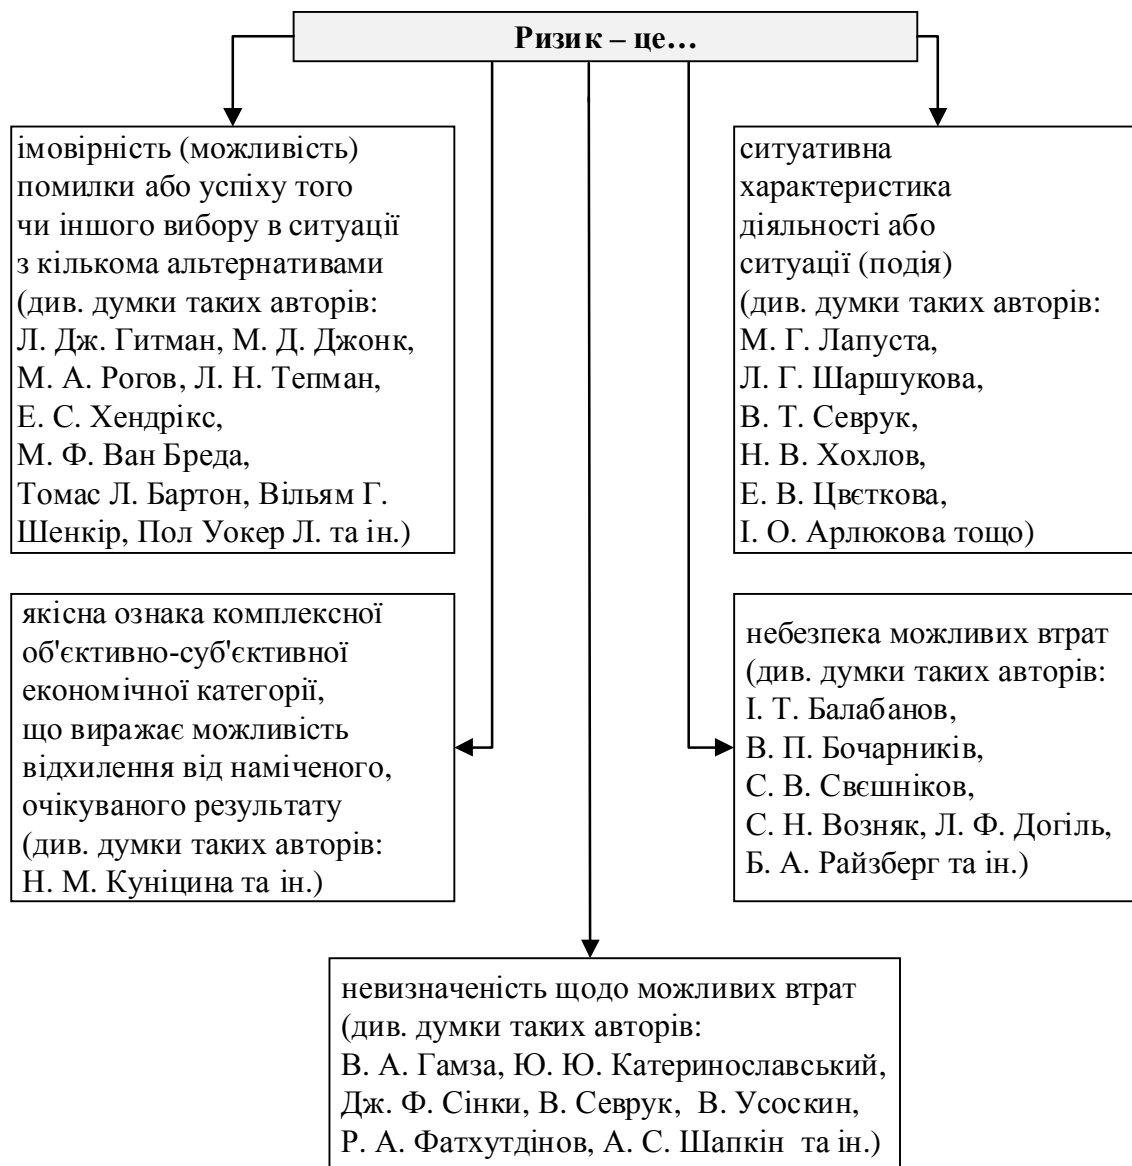 Ризик – це…
імовірність (можливість)
помилки або успіху того
чи іншого вибору в ситуації
з кількома альтернативами
(див. думки таких авторів:
Л. Дж. Гитман, М. Д. Джонк,
М. А. Рогов, Л. Н. Тепман,
Е. С. Хендрікс,
М. Ф. Ван Бреда,
Томас Л. Бартон, Вільям Г.
Шенкір, Пол Уокер Л. та ін.)
ситуативна
характеристика
діяльності або
ситуації (подія)
(див. думки таких авторів:
М. Г. Лапуста,
Л. Г. Шаршукова,
В. Т. Севрук,
Н. В. Хохлов,
Е. В. Цвєткова,
І. О. Арлюкова тощо)
якісна ознака комплексної
об'єктивно-суб'єктивної
економічної категорії,
що виражає можливість
відхилення від наміченого,
очікуваного результату
(див. думки таких авторів:
Н. М. Куніцина та ін.)
небезпека можливих втрат
(див. думки таких авторів:
І. Т. Балабанов,
В. П. Бочарників,
С. В. Свєшніков,
С. Н. Возняк, Л. Ф. Догіль,
Б. А. Райзберг та ін.)
невизначеність щодо можливих втрат
(див. думки таких авторів:
В. А. Гамза, Ю. Ю. Катеринославський,
Дж. Ф. Сінки, В. Севрук, В. Усоскин,
Р. А. Фатхутдінов, А. С. Шапкін та ін.)